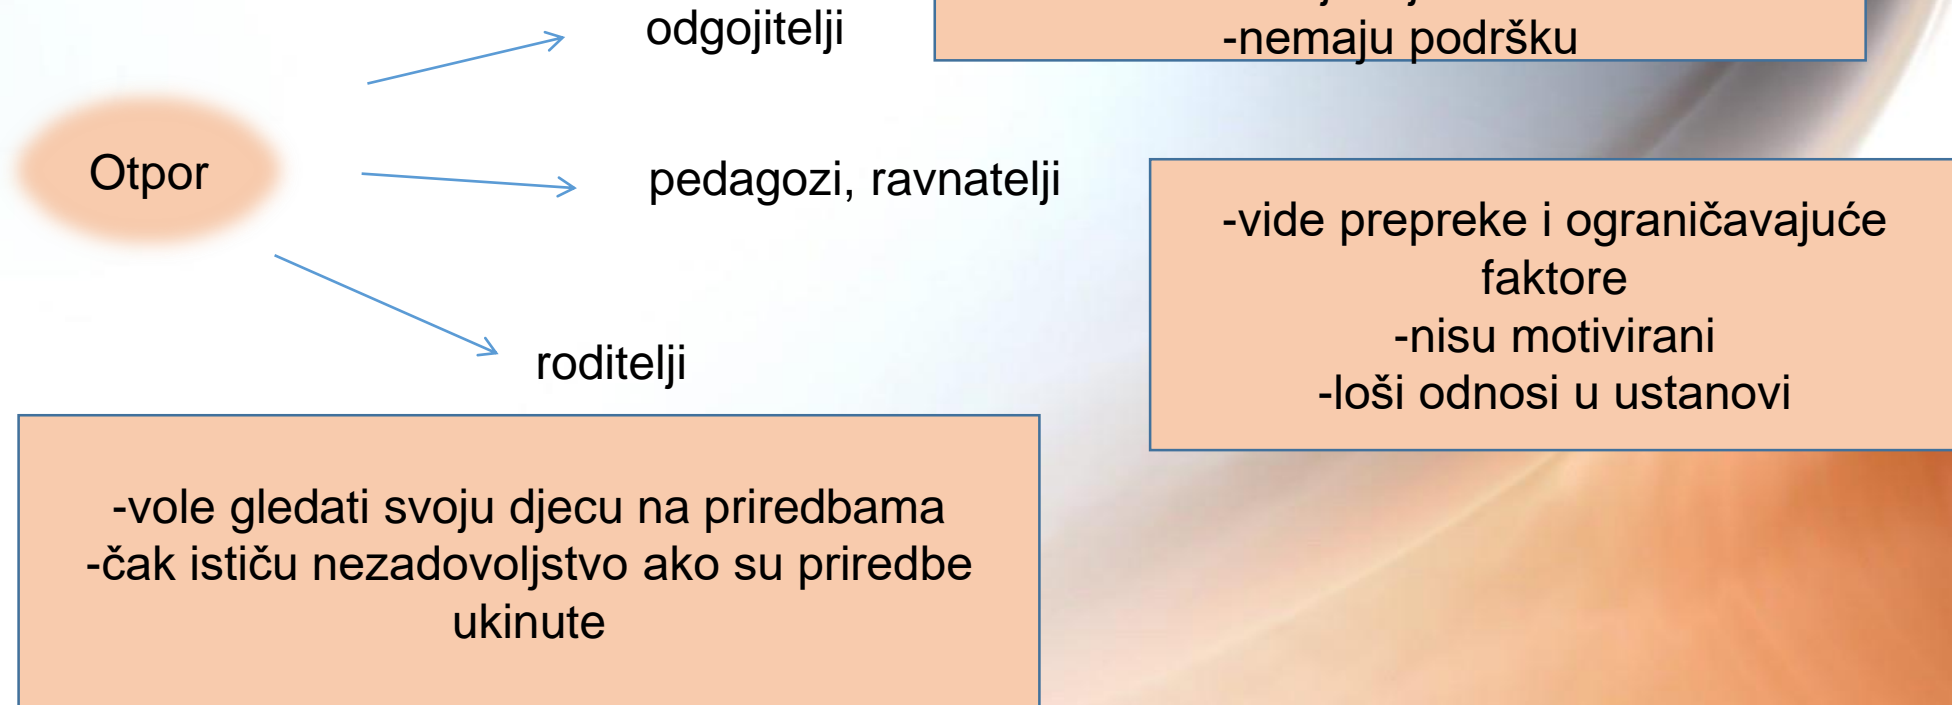 odgojitelji
-nemaju podršku
Otpor
pedagozi, ravnatelji
-vide prepreke i ograničavajuće
faktore
-nisu motivirani
-loši odnosi u ustanovi
roditelji
-vole gledati svoju djecu na priredbama
-čak ističu nezadovoljstvo ako su priredbe
ukinute